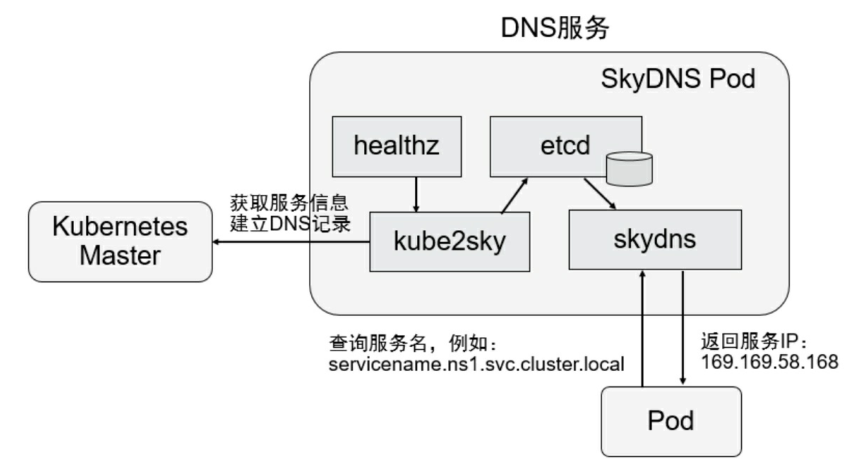 DNS服务
SkyDNS Pod
healthz
etcd
获取服务信息
建立DNS记录
Kubernetes
Master
kube2sky
skydns
查询服务名，例如：
servicename.ns1.svc.cluster.local
返回服务IP：
169.169.58.168
Pod